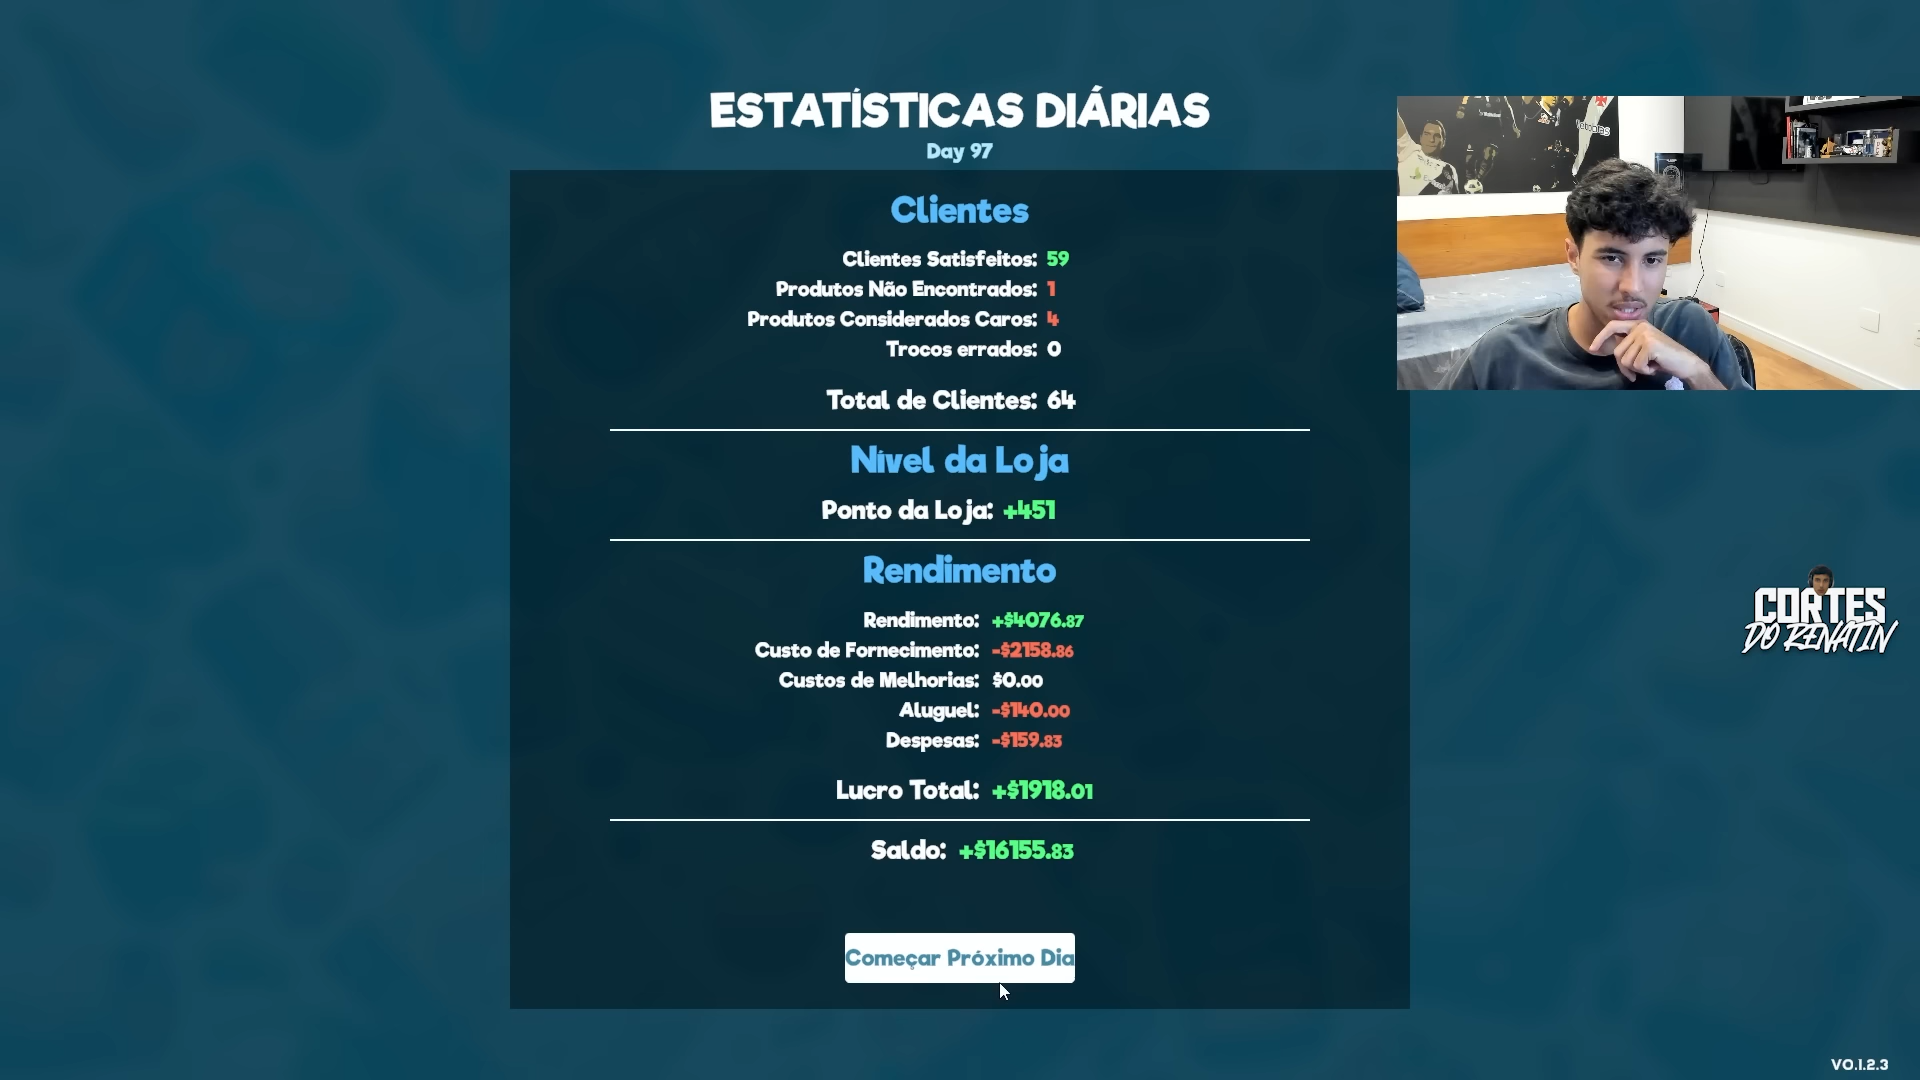 ESTATÍSTICAS DIÁRIAS
Day 97
Clientes
Clientes Satisfeitos: 59
Produtos Não Encontrados: 1
Produtos Considerados Caros: 4
Trocos errados: 0
Total de Clientes: 64
Nível da Loja
Ponto da Loja: +451
Rendimento
Rendimento: +$4076.87
Custo de Fornecimento: -$2158.86
Custos de Melhorias: $0.00
Aluguel: -$140.00
Despesas: -$159.83
Lucro Total: +$1918.01
Saldo: +$16155.83
Começar Próximo Dia
CORTES
DO RENATIN
V0.1.2.3